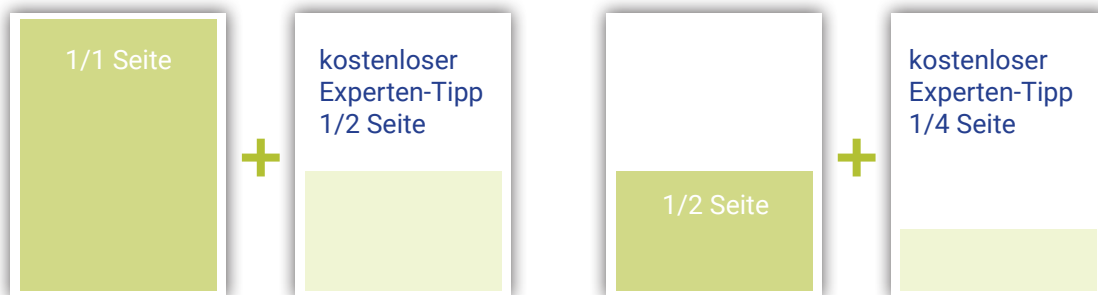 1/1 Seite
+
kostenloser
Experten-Tipp
1/2 Seite
1/2 Seite
+
kostenloser
Experten-Tipp
1/4 Seite